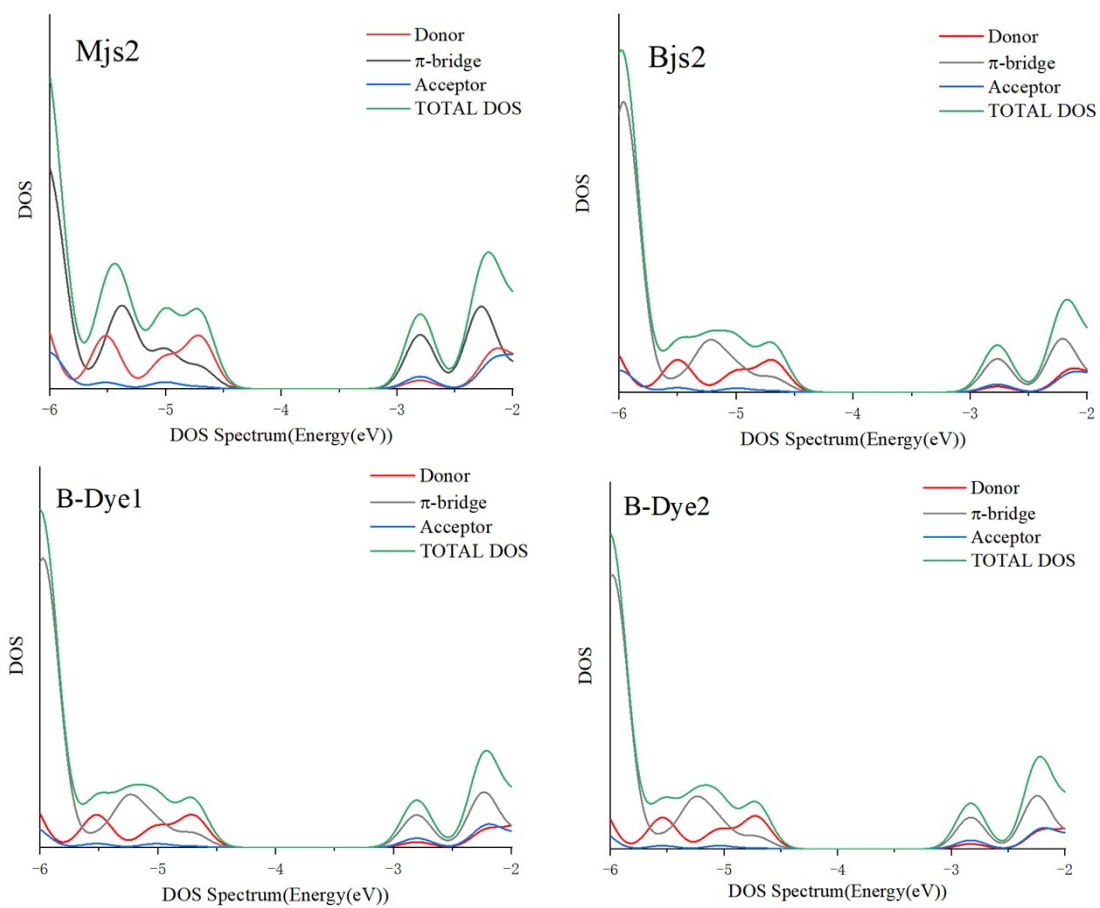 Mjs2
Donor
π-bridge
Acceptor
TOTAL DOS
DOS
-6 -5 -4 -3 -2
DOS Spectrum(Energy(eV))
Bjs2
Donor
π-bridge
Acceptor
TOTAL DOS
DOS
-6 -5 -4 -3 -2
DOS Spectrum(Energy(eV))
B-Dye1
Donor
π-bridge
Acceptor
TOTAL DOS
DOS
-6 -5 -4 -3 -2
DOS Spectrum(Energy(eV))
B-Dye2
Donor
π-bridge
Acceptor
TOTAL DOS
DOS
-6 -5 -4 -3 -2
DOS Spectrum(Energy(eV))